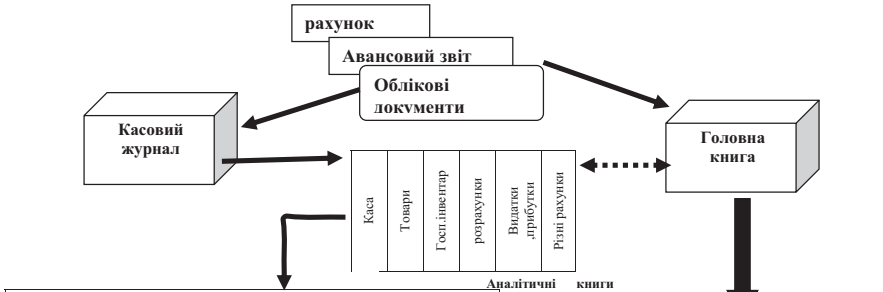 рахунок
Авансовий звіт
Облікові
документи
Касовий
журнал
Головна
книга
Каса
Товари
Госп.інвентар
розрахунки
Видатки
,прибутки
Різні рахунки
Аналітичні книги